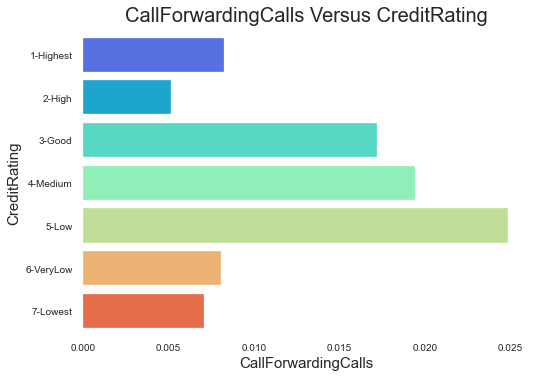 CallForwardingCalls Versus CreditRating
1-Highest
2-High
3-Good
4-Medium
5-Low
6-VeryLow
7-Lowest
CreditRating
0.000 0.005 0.010 0.015 0.020 0.025
CallForwardingCalls